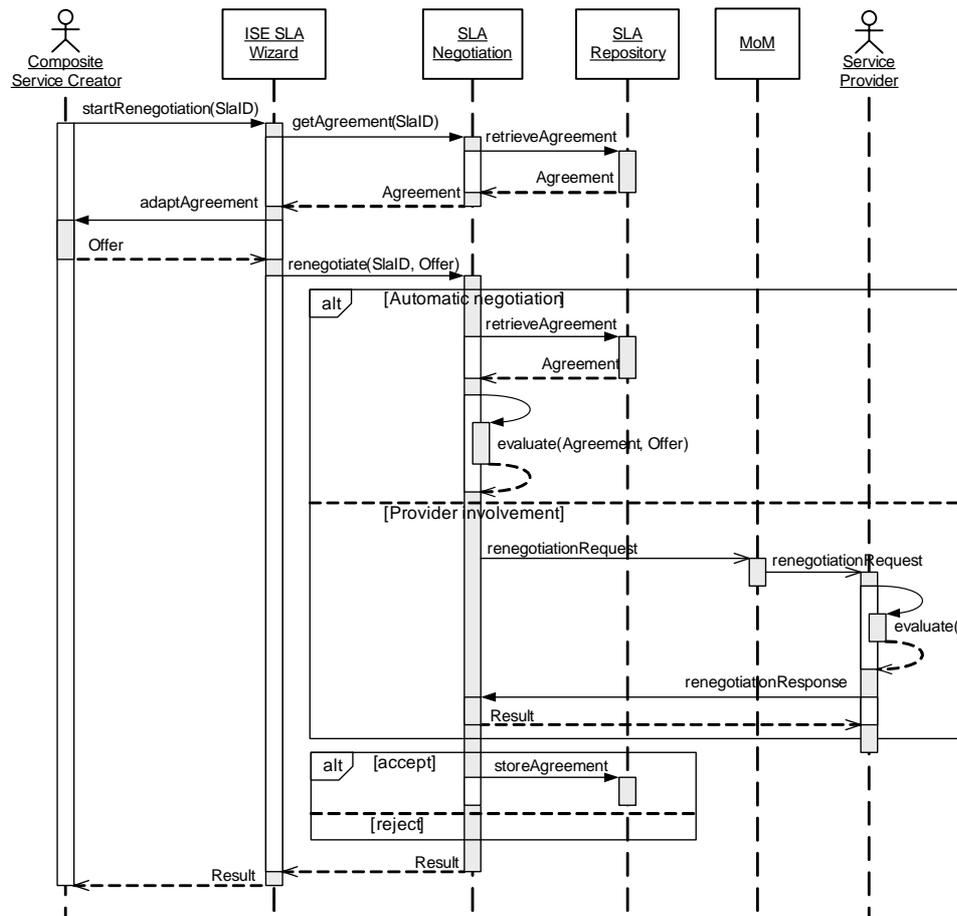 Composite
Service Creator
ISE SLA
Wizard
SLA
Negotiation
SLA
Repository
MoM
Service
Provider
startRenegotiation(SlaID)
getAgreement(SlaID)
retrieveAgreement
Agreement
Agreement
adaptAgreement
Offer
renegotiate(SlaID, Offer)
alt
[Automatic negotiation]
retrieveAgreement
Agreement
evaluate(Agreement, Offer)
[Provider involvement]
renegotiationRequest
renegotiationRequest
evaluate(
renegotiationResponse
Result
alt
[accept]
storeAgreement
[reject]
Result
Result